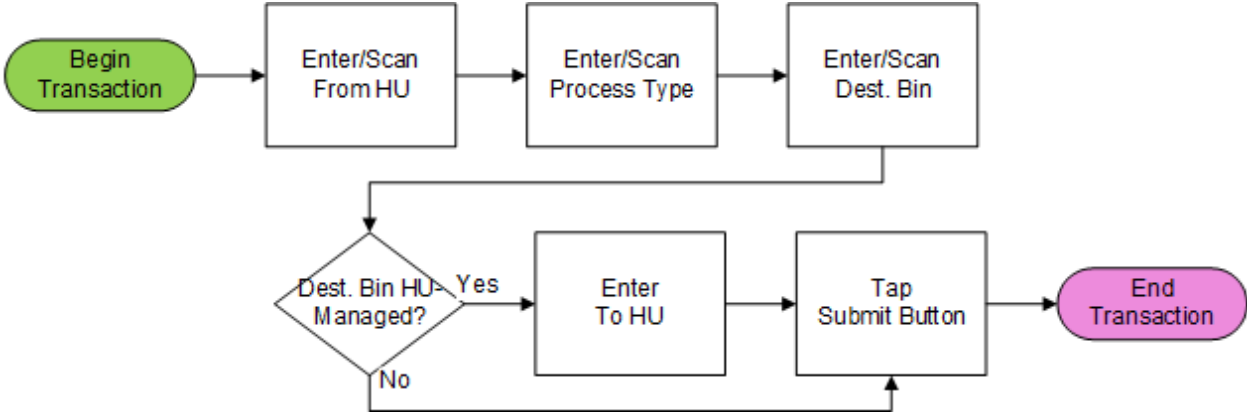 Begin
Transaction
Enter/Scan
From HU
Enter/Scan
Process Type
Enter/Scan
Dest. Bin
Dest. Bin HU-
Managed?
Yes
No
Enter
To HU
Tap
Submit Button
End
Transaction